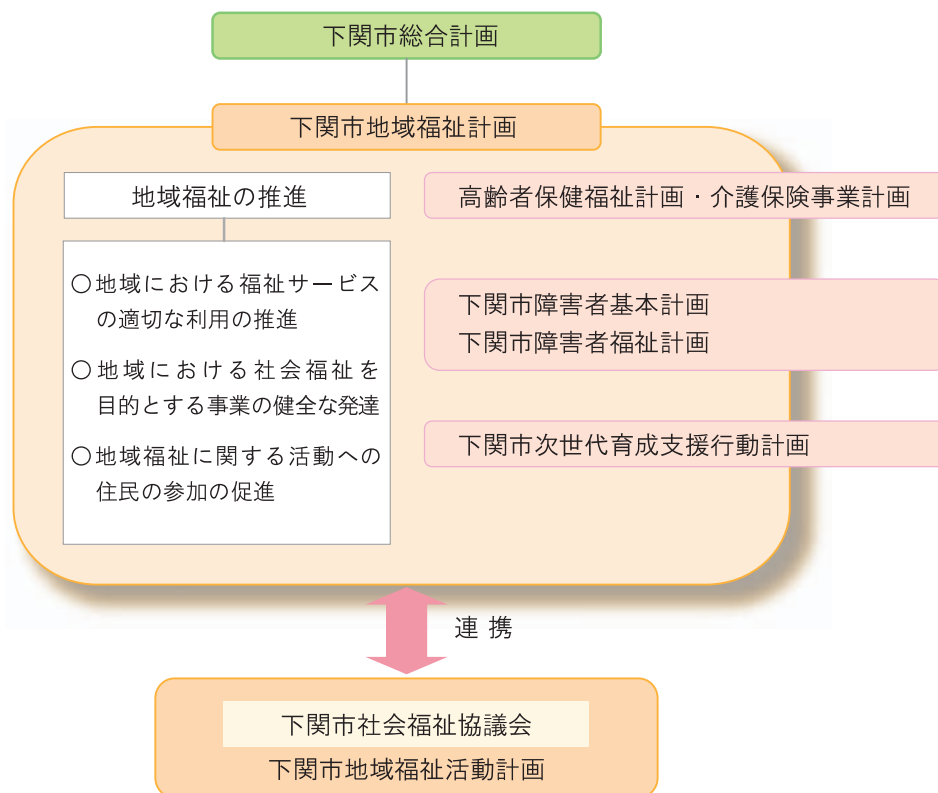 下関市総合計画
下関市地域福祉計画
地域福祉の推進
○地域における福祉サービス
の適切な利用の推進
○地域における社会福祉を
目的とする事業の健全な発達
○地域福祉に関する活動への
住民の参加の促進
高齢者保健福祉計画・介護保険事業計画
下関市障害者基本計画
下関市障害者福祉計画
下関市次世代育成支援行動計画
連携
下関市社会福祉協議会
下関市地域福祉活動計画